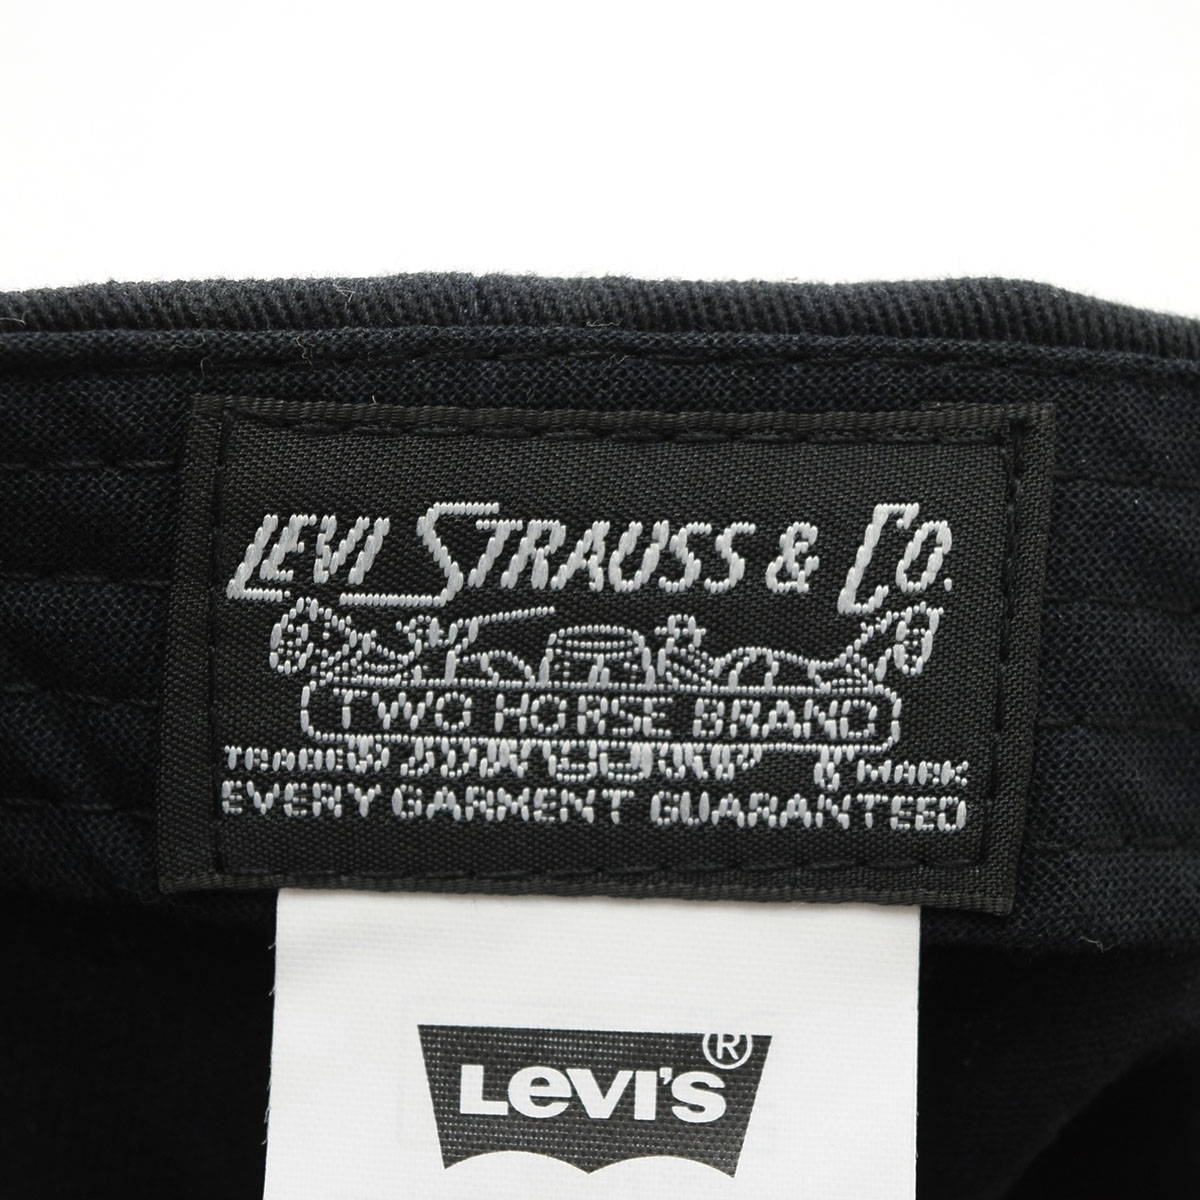 LEVI STRAUSS & CO.
TWO HORSE BRAND
TRADE MARK
EVERY GARMENT GUARANTEED
LEVI'S®